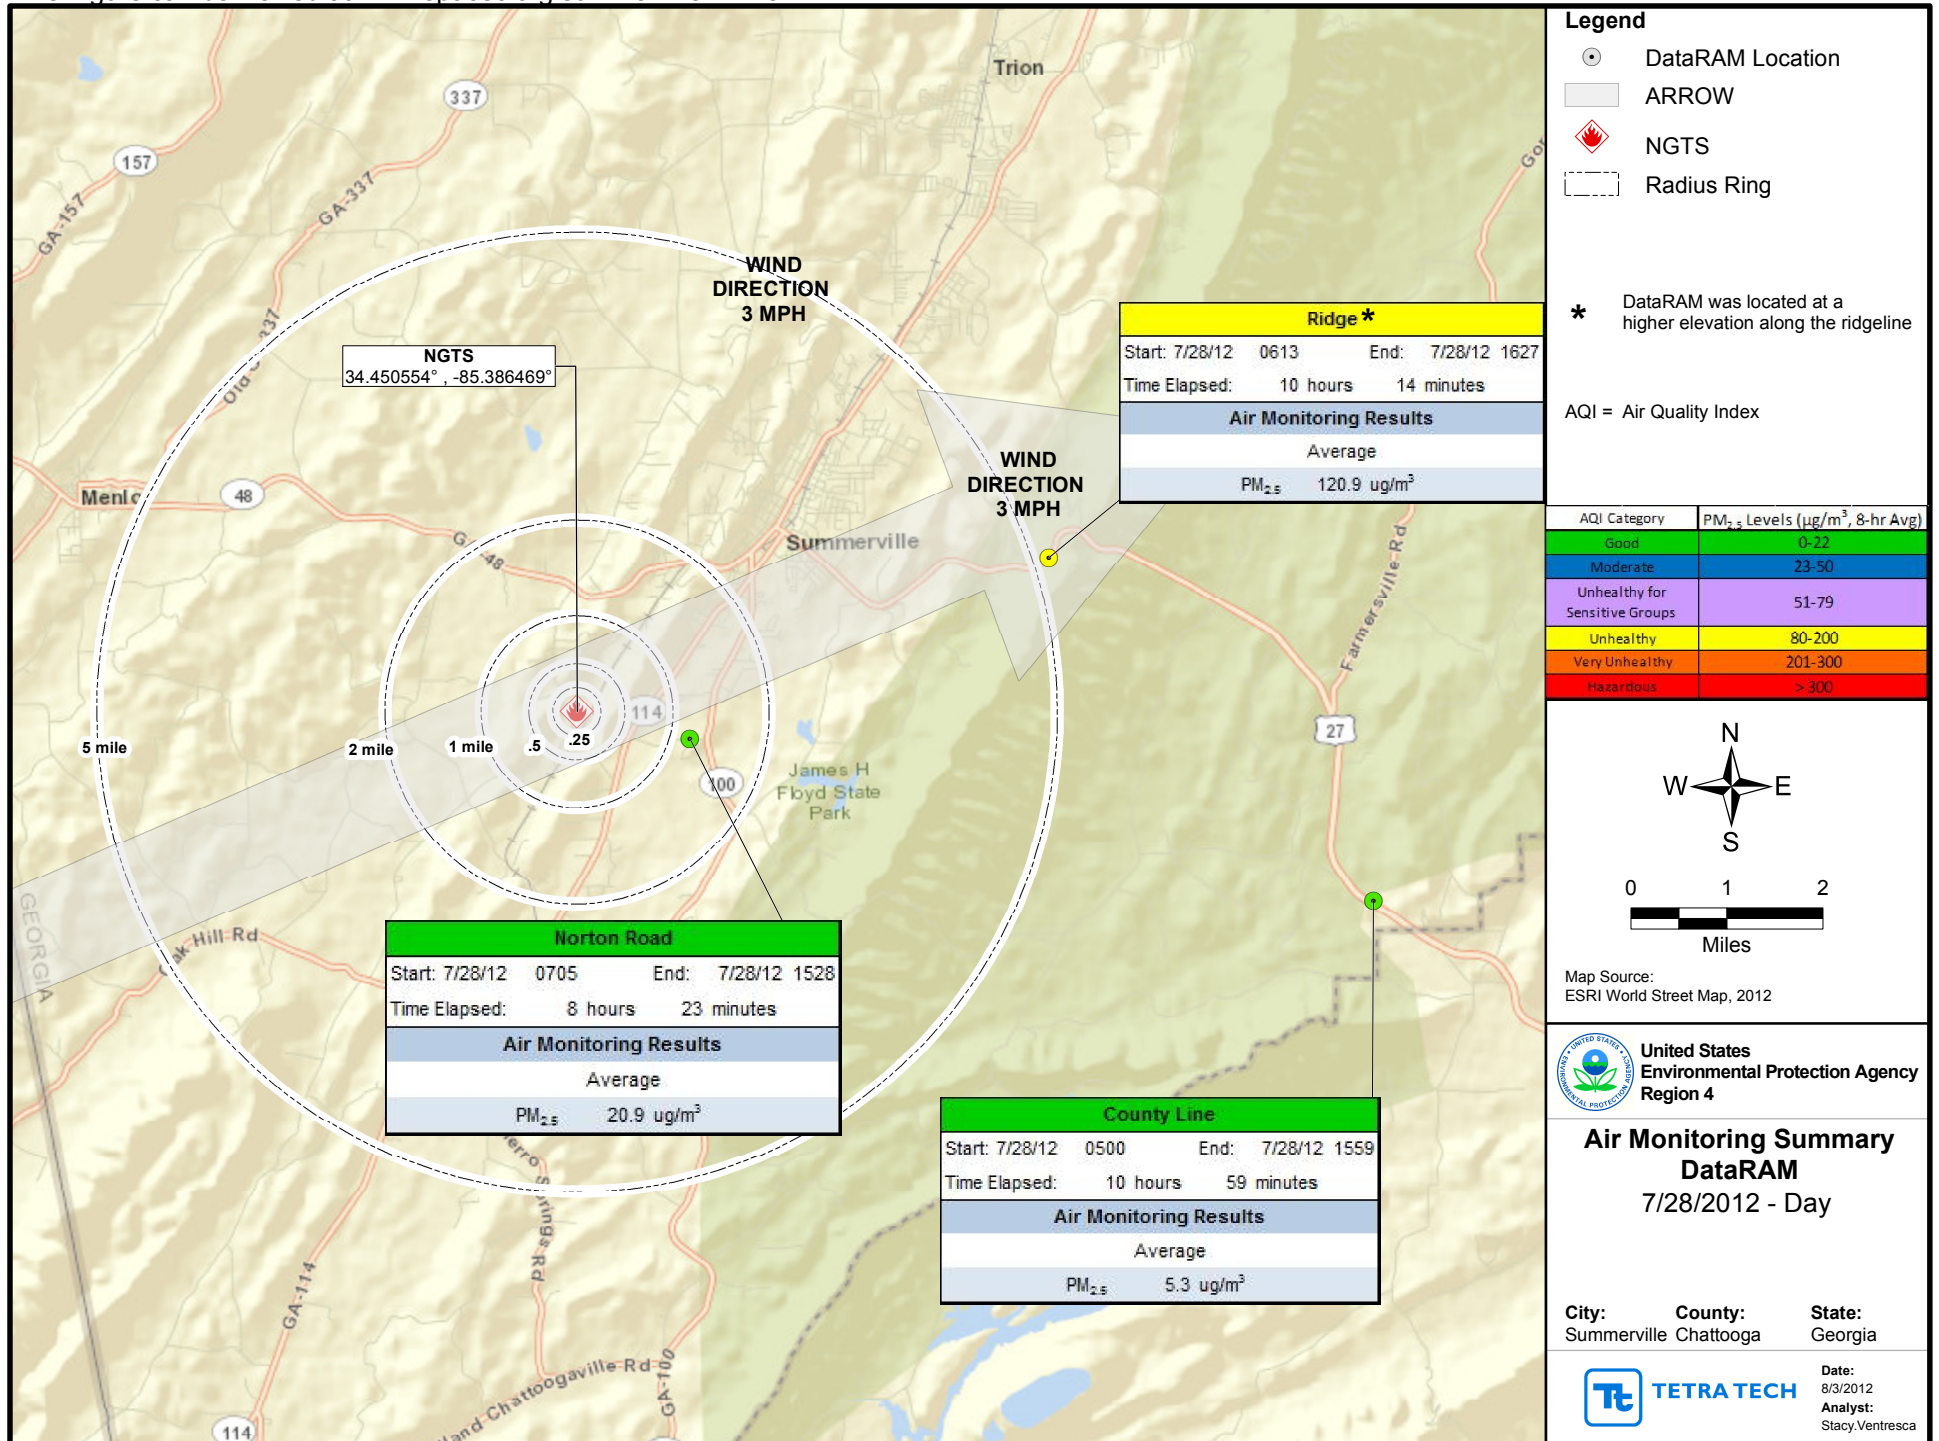 Trion
337
157
GA-157
GA-337
WIND
DIRECTION
3 MPH
NGTS
34.450554° , -85.386469°
Menlo
48
Summerville
WIND
DIRECTION
3 MPH
Ridge *
Start: 7/28/12 0613 End: 7/28/12 1627
Time Elapsed: 10 hours 14 minutes
Air Monitoring Results
Average
PM2.5 120.9 ug/m³
Farmersville Rd
27
114
100
James H
Floyd State
Park
5 mile
2 mile
1 mile
.5
.25
GEORGIA
Norton Road
Start: 7/28/12 0705 End: 7/28/12 1528
Time Elapsed: 8 hours 23 minutes
Air Monitoring Results
Average
PM2.5 20.9 ug/m³
County Line
Start: 7/28/12 0500 End: 7/28/12 1559
Time Elapsed: 10 hours 59 minutes
Air Monitoring Results
Average
PM2.5 5.3 ug/m³
GA-114
Springs Rd
Chattoogaville Rd
GA-100
114
Legend
DataRAM Location
ARROW
NGTS
Radius Ring
* DataRAM was located at a
higher elevation along the ridgeline
AQI = Air Quality Index
AQI Category PM2.5 Levels (µg/m³, 8-hr Avg)
Good 0-22
Moderate 23-50
Unhealthy for
Sensitive Groups 51-79
Unhealthy 80-200
Very Unhealthy 201-300
Hazardous > 300
N
W E
S
0 1 2
Miles
Map Source:
ESRI World Street Map, 2012
United States
Environmental Protection Agency
Region 4
Air Monitoring Summary
DataRAM
7/28/2012 - Day
City: County: State:
Summerville Chattooga Georgia
TETRA TECH
Date:
8/3/2012
Analyst:
Stacy.Ventresca